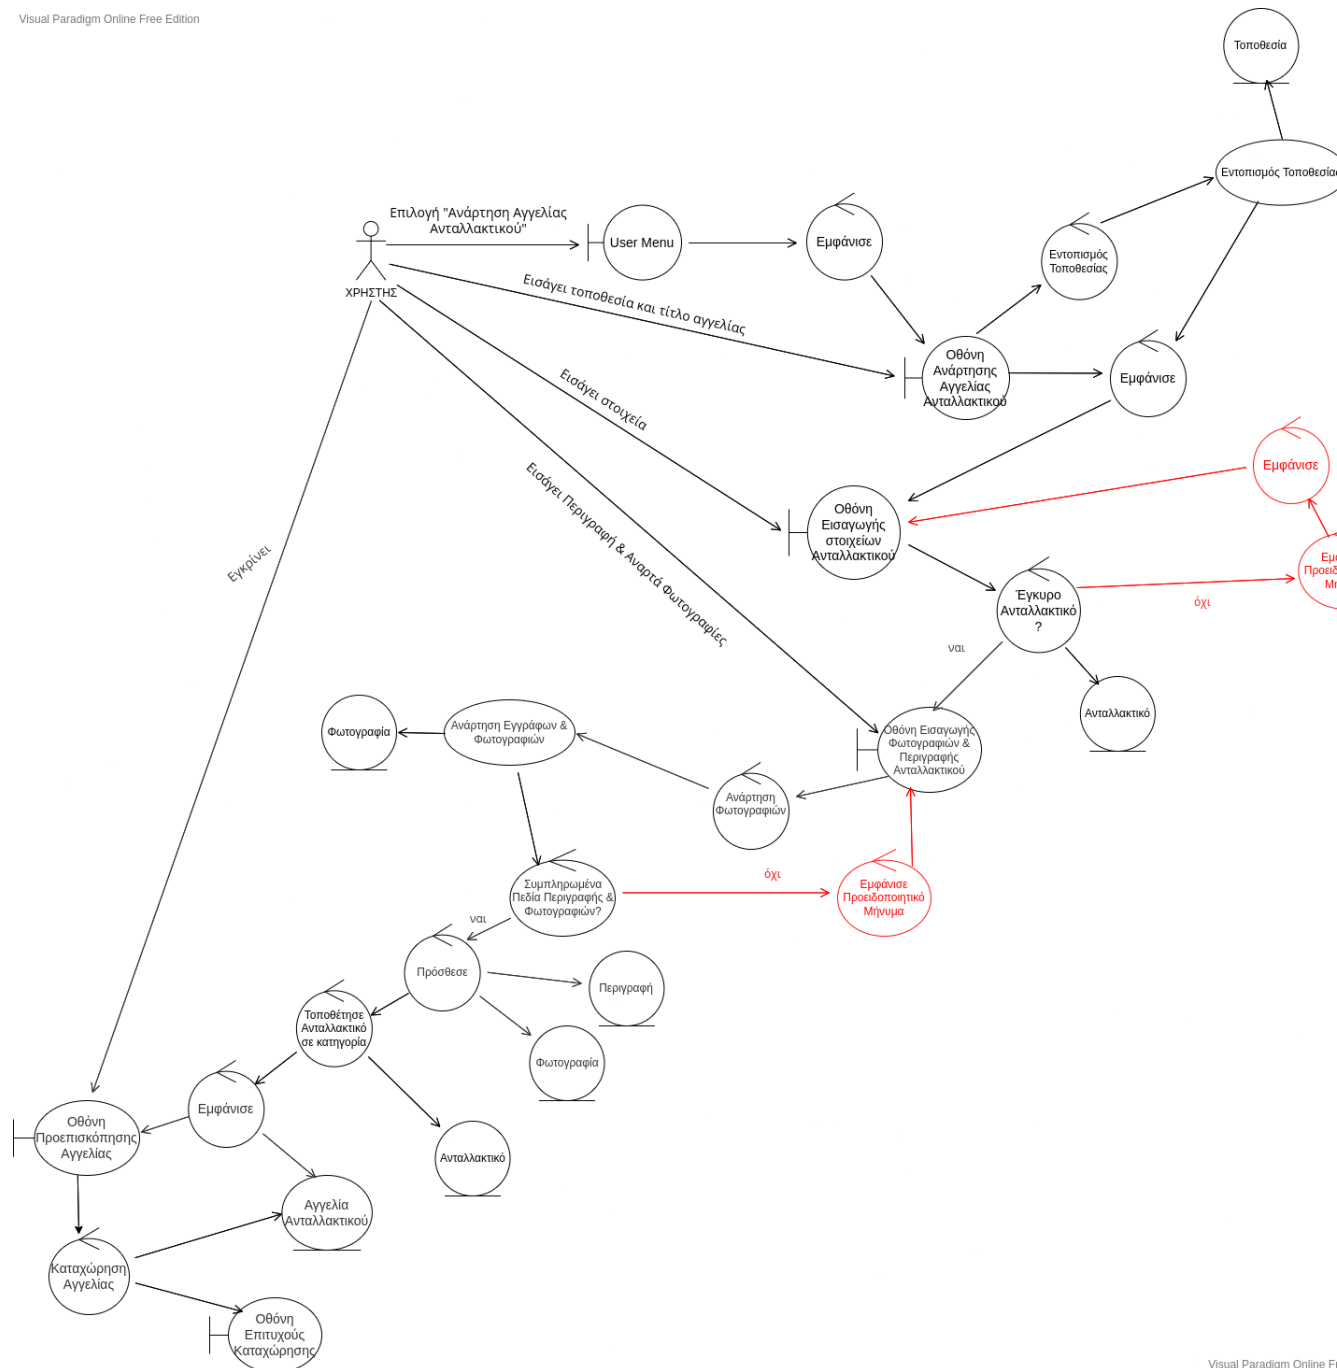 Visual Paradigm Online Free Edition
Τοποθεσία
Εντοπισμός Τοποθεσίας
Επιλογή "Ανάρτηση Αγγελίας
Ανταλλακτικού"
User Menu
Εμφάνισε
Εντοπισμός
Τοποθεσίας
ΧΡΗΣΤΗΣ
Εισάγει τοποθεσία και τίτλο αγγελίας
Οθόνη
Ανάρτησης
Αγγελίας
Ανταλλακτικού
Εμφάνισε
Εισάγει στοιχεία
Εμφάνισε
Εισάγει Περιγραφή & Αναρτά Φωτογραφίες
Οθόνη
Εισαγωγής
στοιχείων
Ανταλλακτικού
Εγκρίνει
Έγκυρο
Ανταλλακτικό
?
όχι
ναι
Ανταλλακτικό
Φωτογραφία
Ανάρτηση Εγγράφων &
Φωτογραφιών
Οθόνη Εισαγωγής
Φωτογραφιών &
Περιγραφής
Ανταλλακτικού
Ανάρτηση
Φωτογραφιών
Συμπληρωμένα
Πεδία Περιγραφής &
Φωτογραφιών?
όχι
Εμφάνισε
Προειδοποιητικό
Μήνυμα
ναι
Πρόσθεσε
Περιγραφή
Τοποθέτησε
Ανταλλακτικό
σε κατηγορία
Φωτογραφία
Εμφάνισε
Οθόνη
Προεπισκόπησης
Αγγελίας
Ανταλλακτικό
Αγγελία
Ανταλλακτικού
Καταχώρηση
Αγγελίας
Οθόνη
Επιτυχούς
Καταχώρησης
Visual Paradigm Online